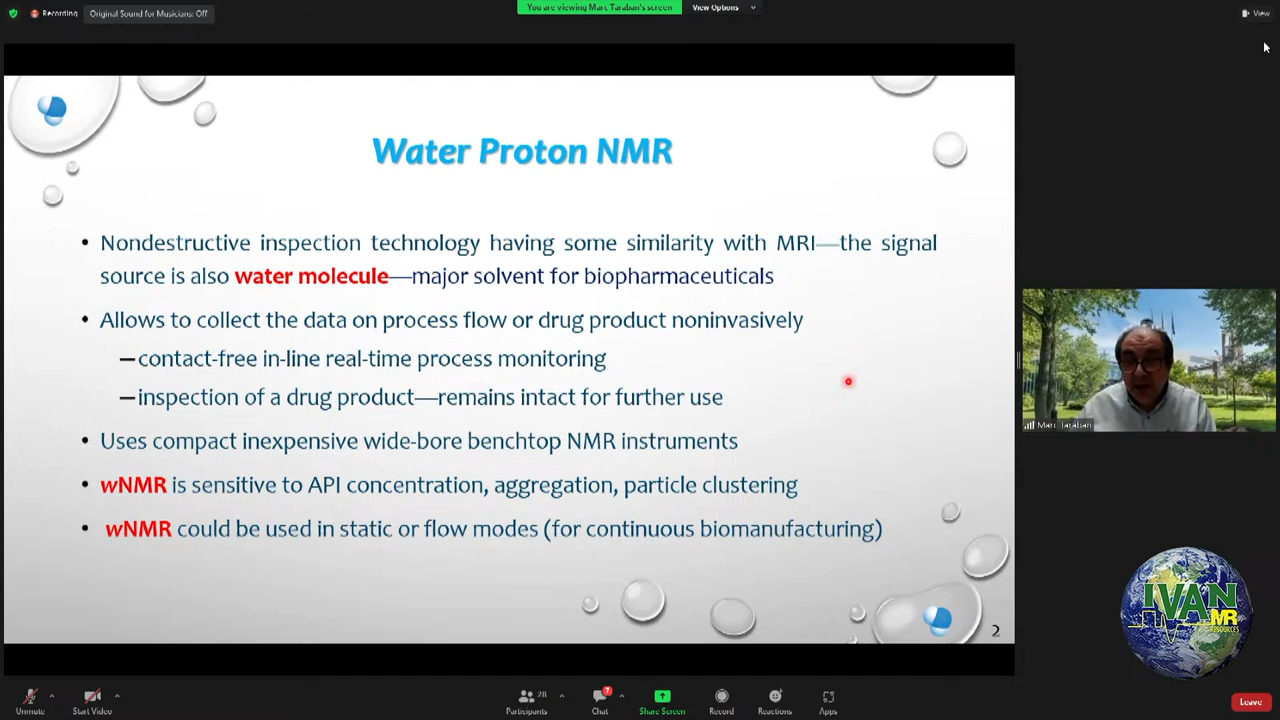 Recording
Original Sound for Musicians: Off
You are viewing Marc Taraban's screen
View Options
View
Water Proton NMR
• Nondestructive inspection technology having some similarity with MRI—the signal
source is also water molecule—major solvent for biopharmaceuticals
• Allows to collect the data on process flow or drug product noninvasively
—contact-free in-line real-time process monitoring
—inspection of a drug product—remains intact for further use
• Uses compact inexpensive wide-bore benchtop NMR instruments
• wNMR is sensitive to API concentration, aggregation, particle clustering
• wNMR could be used in static or flow modes (for continuous biomanufacturing)
2
Marc Taraban
IVAN
MR
RESOURCES
Unmute
Start Video
28
Participants
7
Chat
Share Screen
Record
Reactions
Apps
Leave